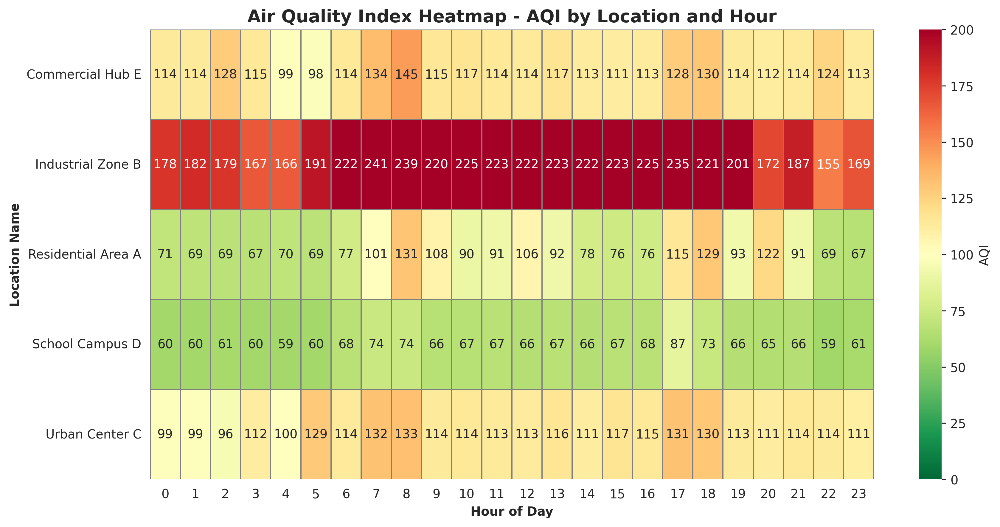 Air Quality Index Heatmap - AQI by Location and Hour
Location Name
Commercial Hub E 114 114 128 115 99 98 114 134 145 115 117 114 114 117 113 111 113 128 130 114 112 114 124 113
Industrial Zone B 178 182 179 167 166 191 222 241 239 220 225 223 222 223 222 223 225 235 221 201 172 187 155 169
Residential Area A 71 69 69 67 70 69 77 101 131 108 90 91 106 92 78 76 76 115 129 93 122 91 69 67
School Campus D 60 60 61 60 59 60 68 74 74 66 67 67 66 67 66 67 68 87 73 66 65 66 59 61
Urban Center C 99 99 96 112 100 129 114 132 133 114 114 113 113 116 111 117 115 131 130 113 111 114 114 111
0 1 2 3 4 5 6 7 8 9 10 11 12 13 14 15 16 17 18 19 20 21 22 23
Hour of Day
200
175
150
125
100
75
50
25
0
AQI